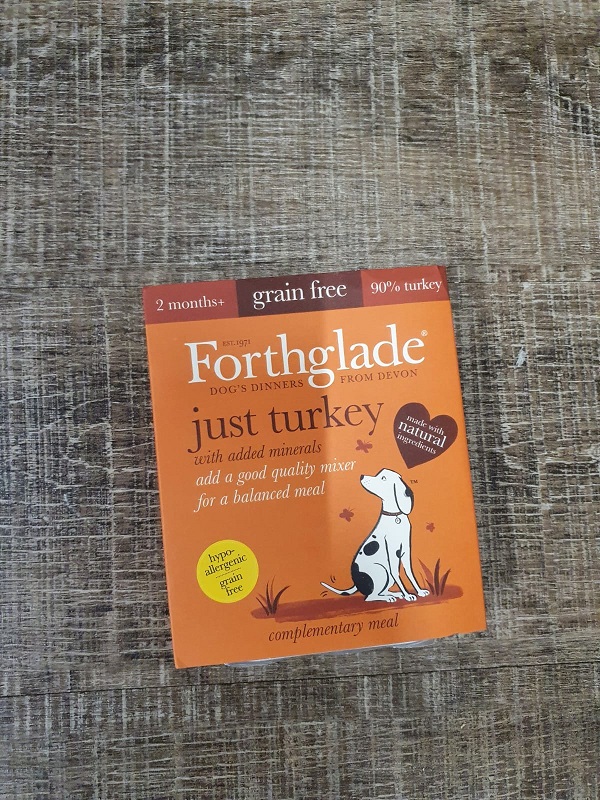 2 months+ grain free 90% turkey
EST. 1971
Forthglade®
DOG'S DINNERS FROM DEVON
just turkey
with added minerals
add a good quality mixer
for a balanced meal
made with
natural
ingredients
TM
hypo-
allergenic
grain
free
complementary meal